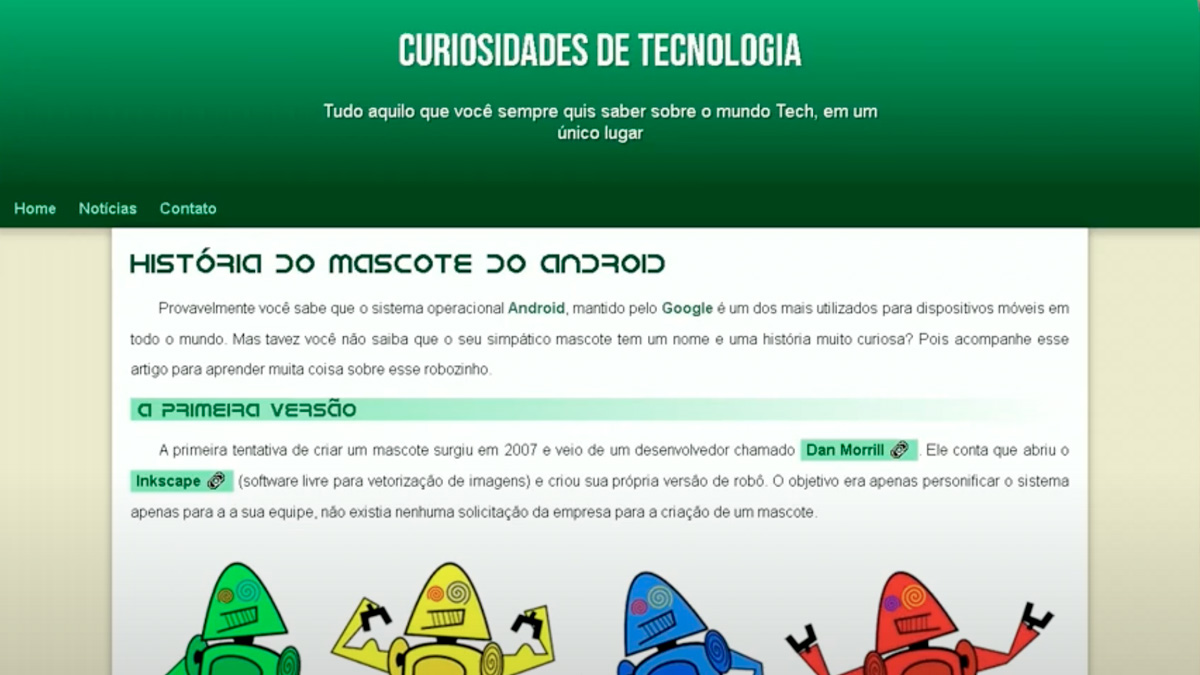 CURIOSIDADES DE TECNOLOGIA
Tudo aquilo que você sempre quis saber sobre o mundo Tech, em um
único lugar
Home Notícias Contato
HISTÓRIA DO MASCOTE DO ANDROID
Provavelmente você sabe que o sistema operacional Android, mantido pelo Google é um dos mais utilizados para dispositivos móveis em
todo o mundo. Mas tavez você não saiba que o seu simpático mascote tem um nome e uma história muito curiosa? Pois acompanhe esse
artigo para aprender muita coisa sobre esse robozinho.
A PRIMEIRA VERSÃO
A primeira tentativa de criar um mascote surgiu em 2007 e veio de um desenvolvedor chamado Dan Morrill . Ele conta que abriu o
Inkscape (software livre para vetorização de imagens) e criou sua própria versão de robô. O objetivo era apenas personificar o sistema
apenas para a a sua equipe, não existia nenhuma solicitação da empresa para a criação de um mascote.